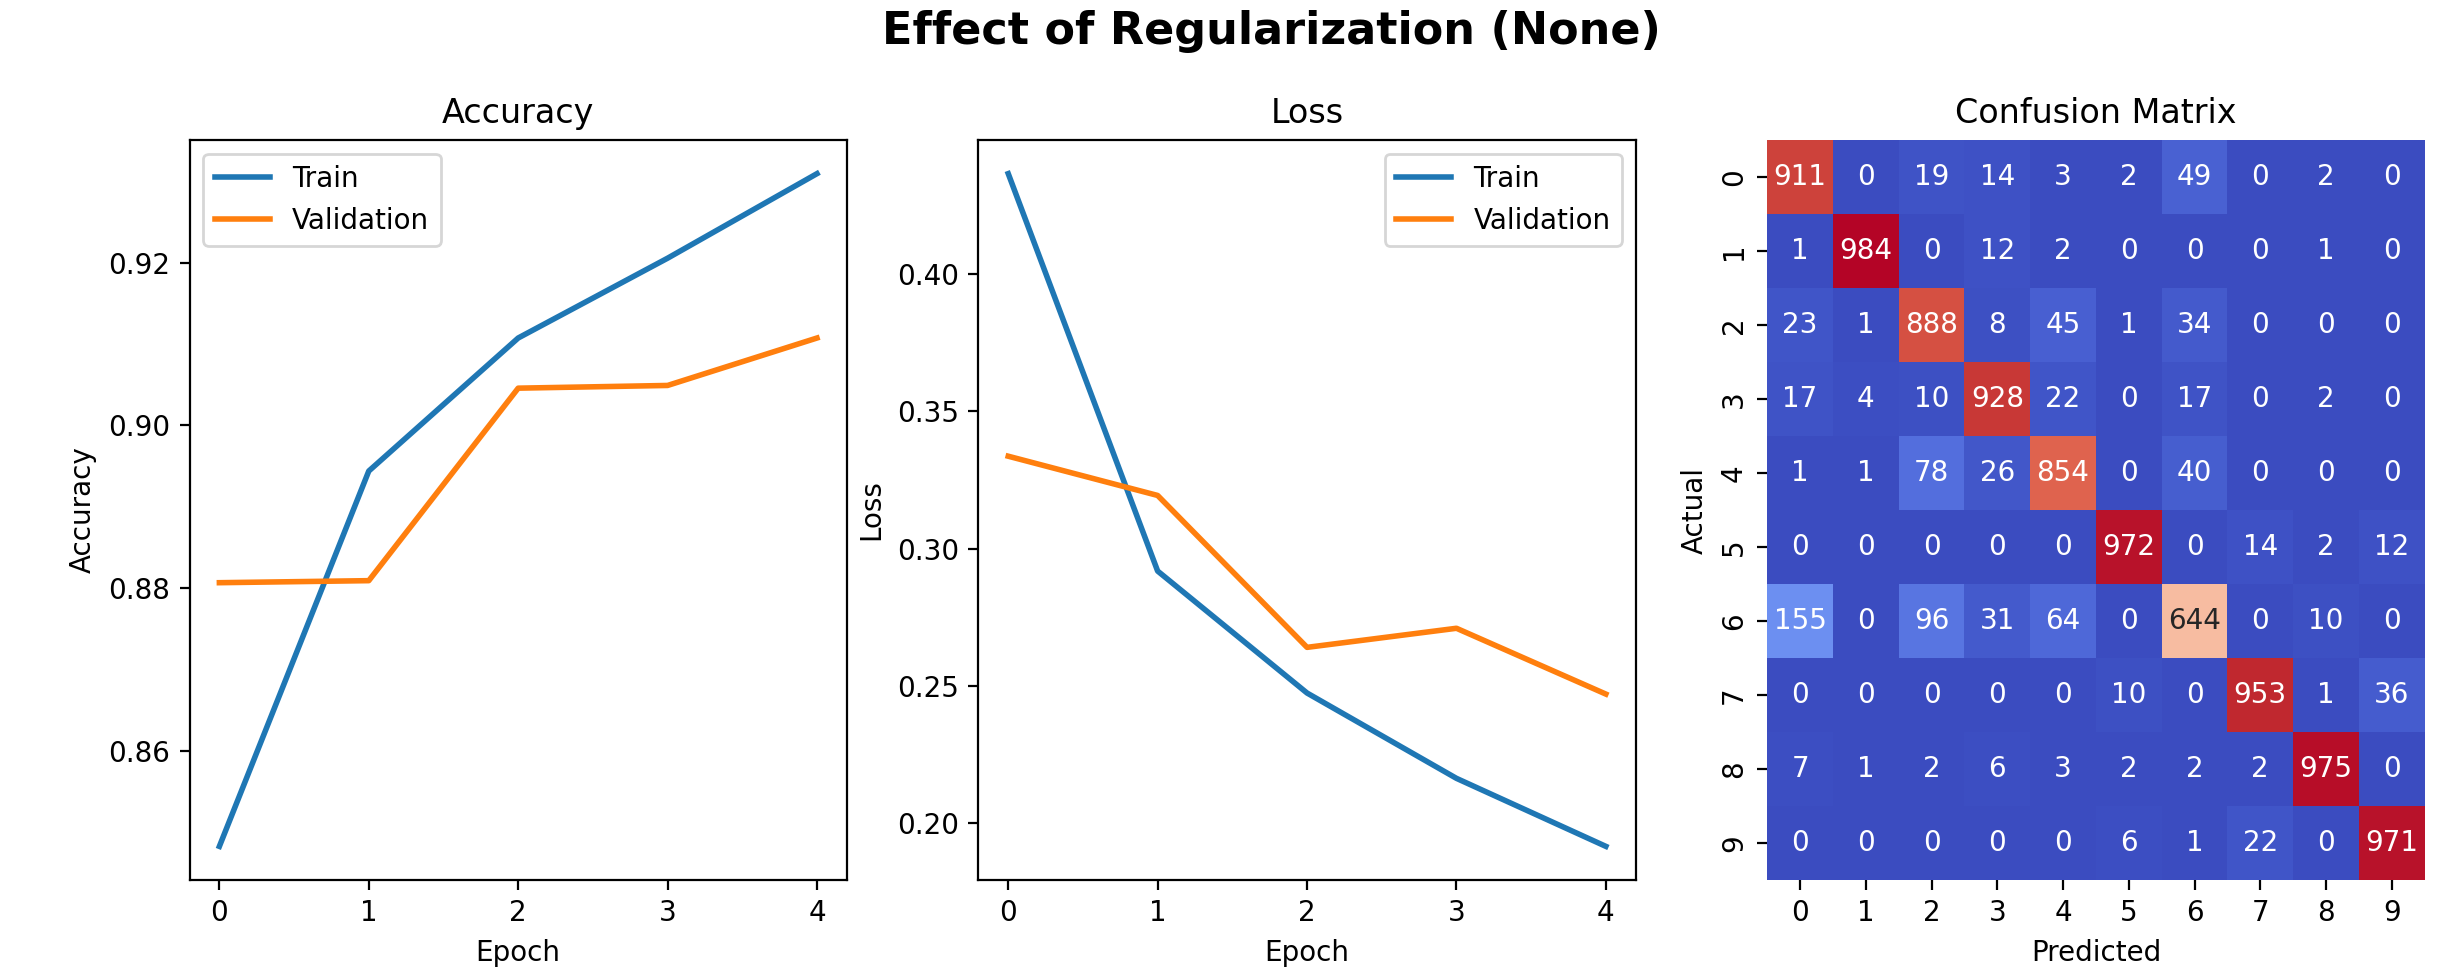 Effect of Regularization (None)
Accuracy
Train
Validation
0.92
0.90
0.88
0.86
Accuracy
0 1 2 3 4
Epoch
Loss
Train
Validation
0.40
0.35
0.30
0.25
0.20
Loss
0 1 2 3 4
Epoch
Confusion Matrix
Actual
0 911 0 19 14 3 2 49 0 2 0
1 1 984 0 12 2 0 0 0 1 0
2 23 1 888 8 45 1 34 0 0 0
3 17 4 10 928 22 0 17 0 2 0
4 1 1 78 26 854 0 40 0 0 0
5 0 0 0 0 0 972 0 14 2 12
6 155 0 96 31 64 0 644 0 10 0
7 0 0 0 0 0 10 0 953 1 36
8 7 1 2 6 3 2 2 2 975 0
9 0 0 0 0 0 6 1 22 0 971
0 1 2 3 4 5 6 7 8 9
Predicted